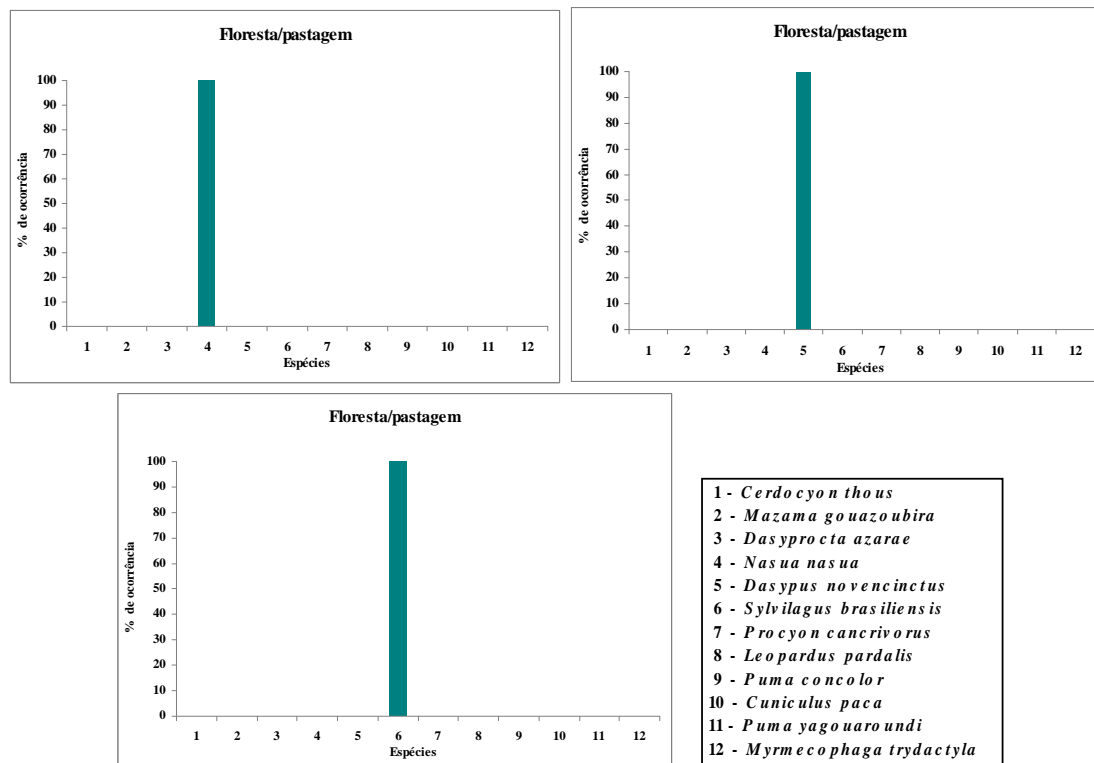 Floresta/pastagem
% de ocorrência
100
90
80
70
60
50
40
30
20
10
0
1 2 3 4 5 6 7 8 9 10 11 12
Espécies
Floresta/pastagem
% de ocorrência
100
90
80
70
60
50
40
30
20
10
0
1 2 3 4 5 6 7 8 9 10 11 12
Espécies
Floresta/pastagem
% de ocorrência
100
90
80
70
60
50
40
30
20
10
0
1 2 3 4 5 6 7 8 9 10 11 12
Espécies
1 - Cerdocyon thous
2 - Mazama gouazoubira
3 - Dasyprocta azarae
4 - Nasua nasua
5 - Dasypus novencinctus
6 - Sylvilagus brasiliensis
7 - Procyon cancrivorus
8 - Leopardus pardalis
9 - Puma concolor
10 - Cuniculus paca
11 - Puma yagouaroundi
12 - Myrmecophaga trydactyla